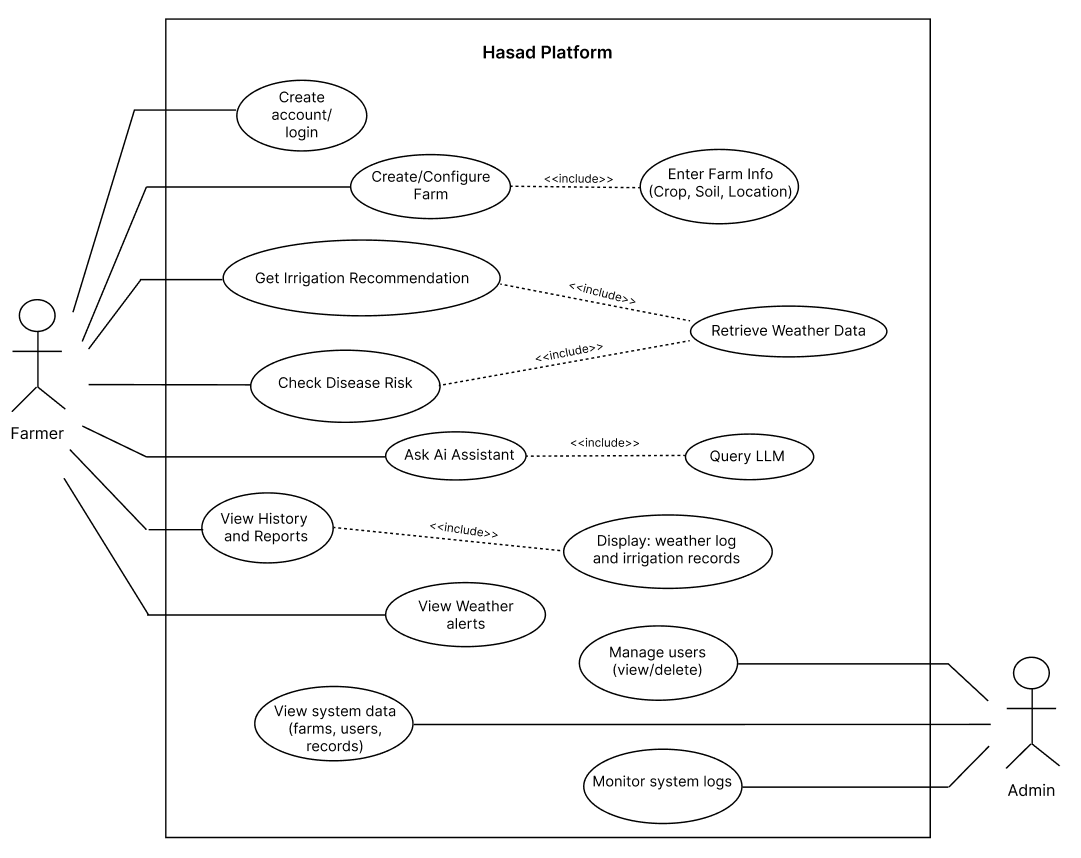 Hasad Platform
Create
account/
login
Create/Configure
Farm
<<include>>
Enter Farm Info
(Crop, Soil, Location)
Get Irrigation Recommendation
<<include>>
Retrieve Weather Data
<<include>>
Check Disease Risk
Farmer
Ask Ai Assistant
<<include>>
Query LLM
View History
and Reports
<<include>>
Display: weather log
and irrigation records
View Weather
alerts
Manage users
(view/delete)
View system data
(farms, users,
records)
Monitor system logs
Admin